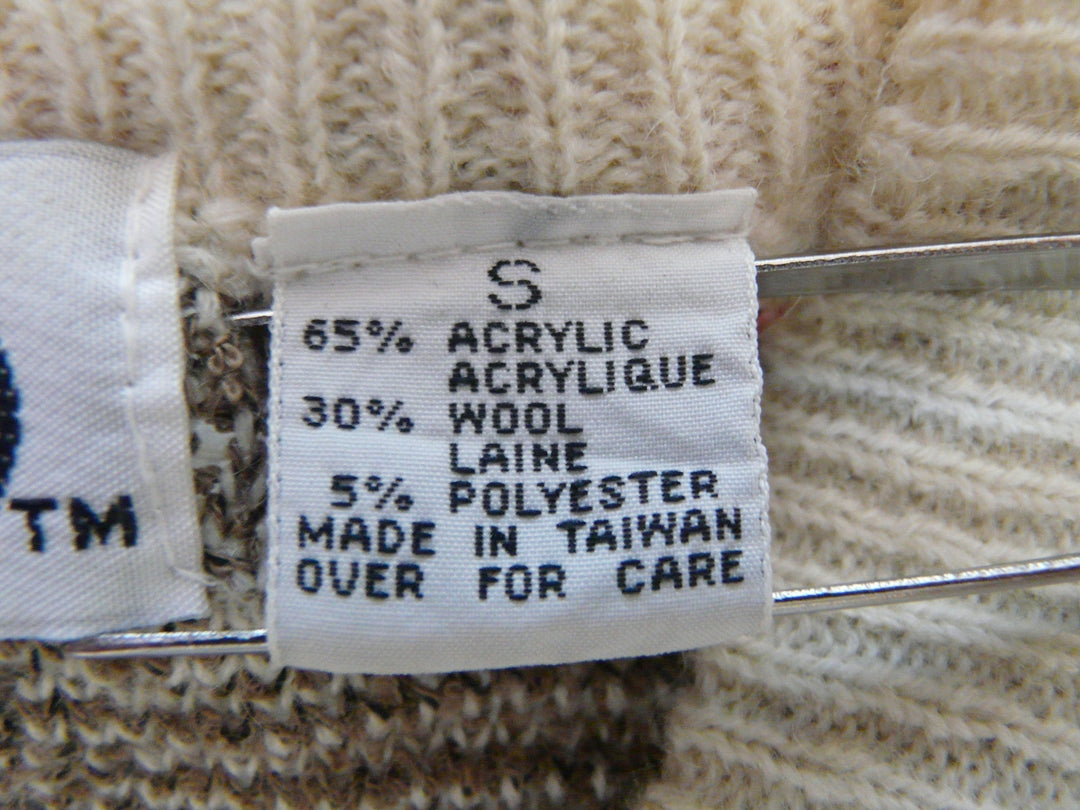 S
65% ACRYLIC
ACRYLIQUE
30% WOOL
LAINE
5% POLYESTER
MADE IN TAIWAN
OVER FOR CARE
TM